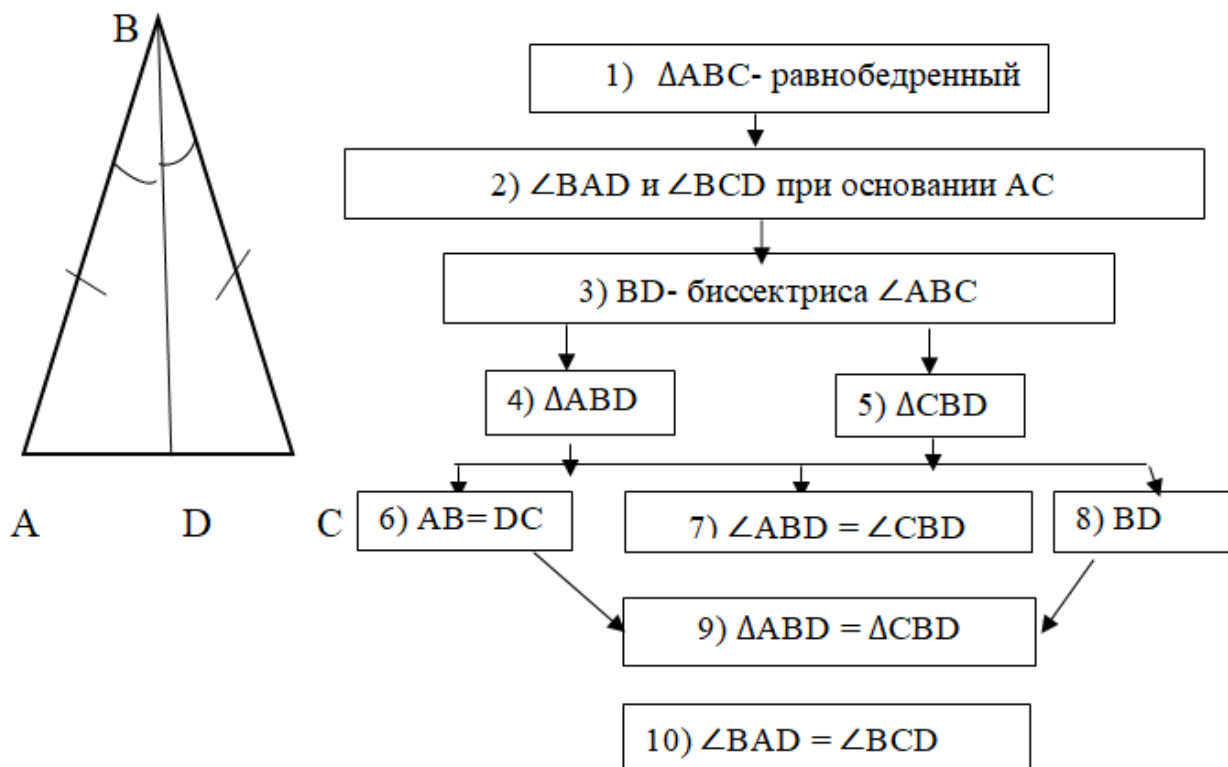 B
1) ΔABC- равнобедренный
2) ∠BAD и ∠BCD при основании AC
3) BD- биссектриса ∠ABC
4) ΔABD
5) ΔCBD
A D C
6) AB= DC
7) ∠ABD = ∠CBD
8) BD
9) ΔABD = ΔCBD
10) ∠BAD = ∠BCD